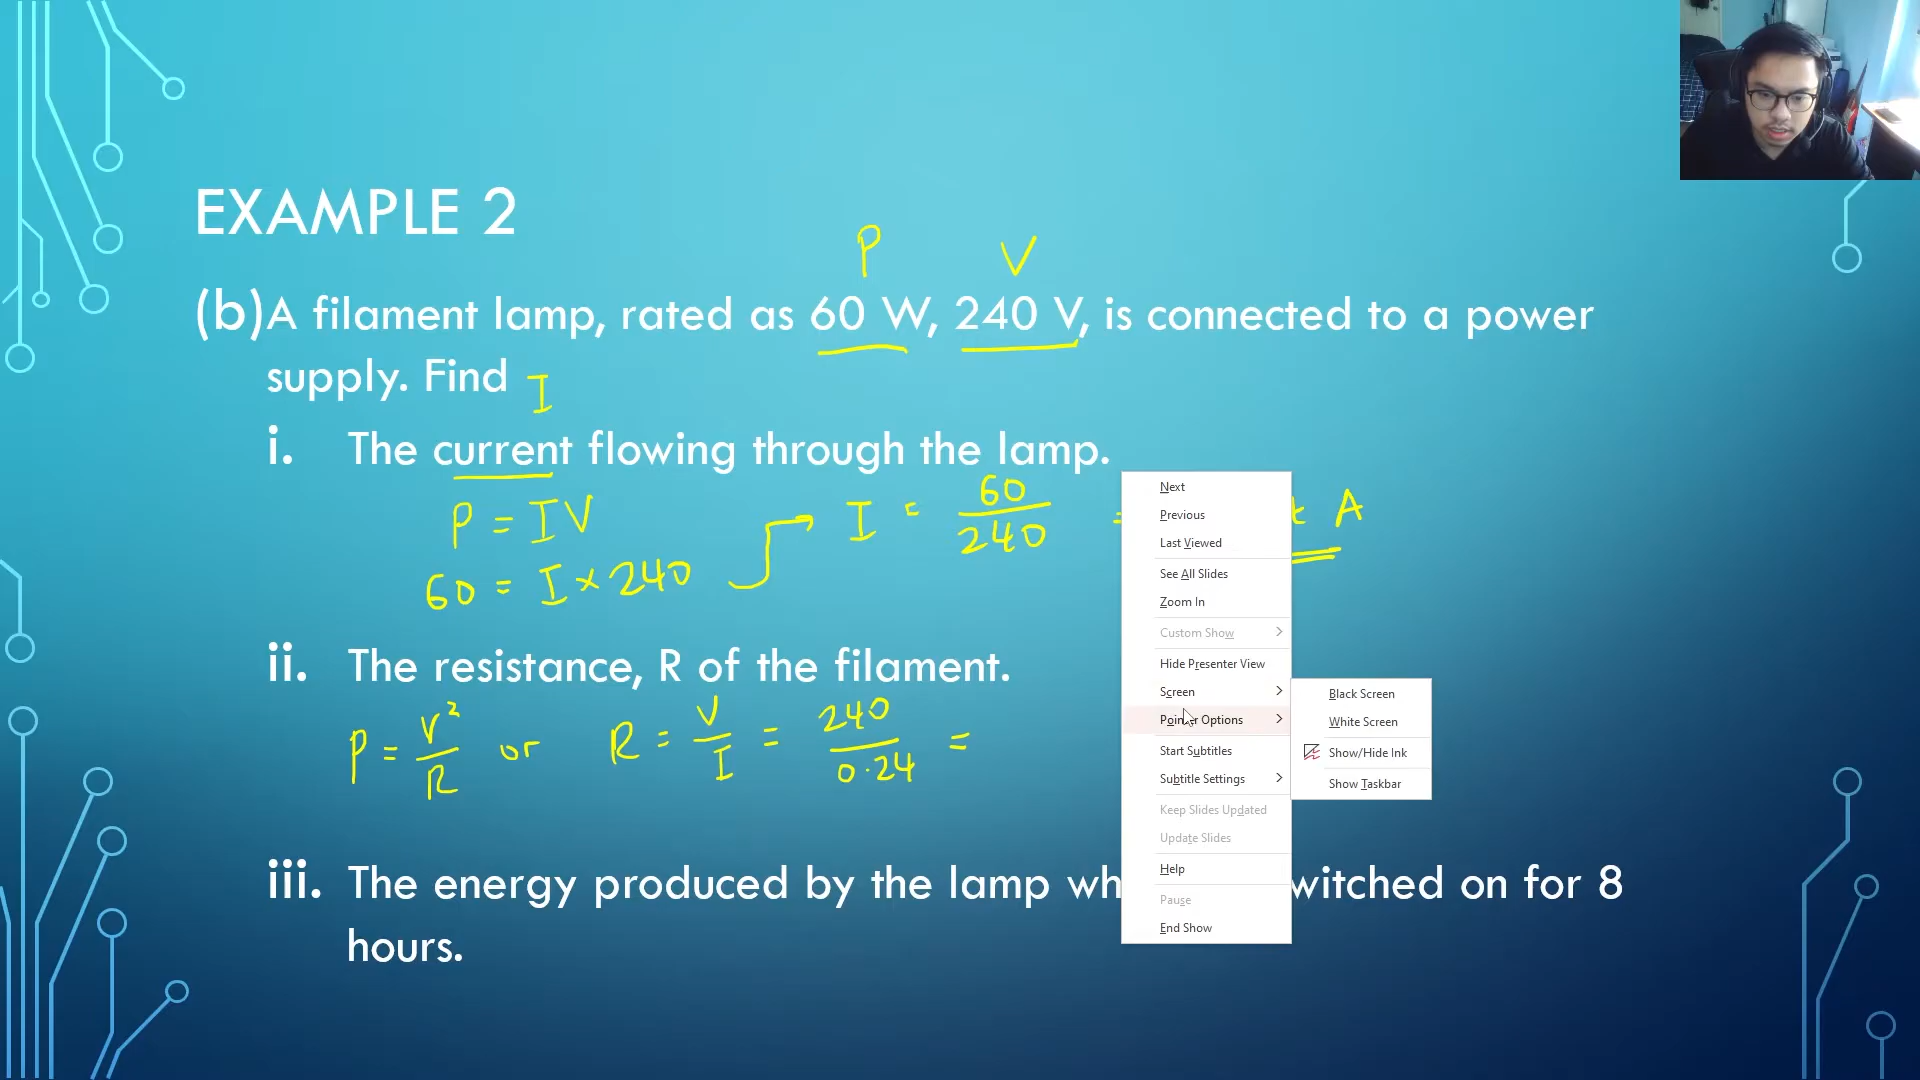 EXAMPLE 2
P V
(b) A filament lamp, rated as 60 W, 240 V, is connected to a power
supply. Find
I
i. The current flowing through the lamp.
P = IV
60 = I × 240
I = 60/240 = A
ii. The resistance, R of the filament.
P = V²/R or R = V/I = 240/0.24 =
iii. The energy produced by the lamp wh witched on for 8
hours.
Next
Previous
Last Viewed
See All Slides
Zoom In
Custom Show
Hide Presenter View
Screen
Pointer Options
Start Subtitles
Subtitle Settings
Keep Slides Updated
Update Slides
Help
Pause
End Show
Black Screen
White Screen
Show/Hide Ink
Show Taskbar